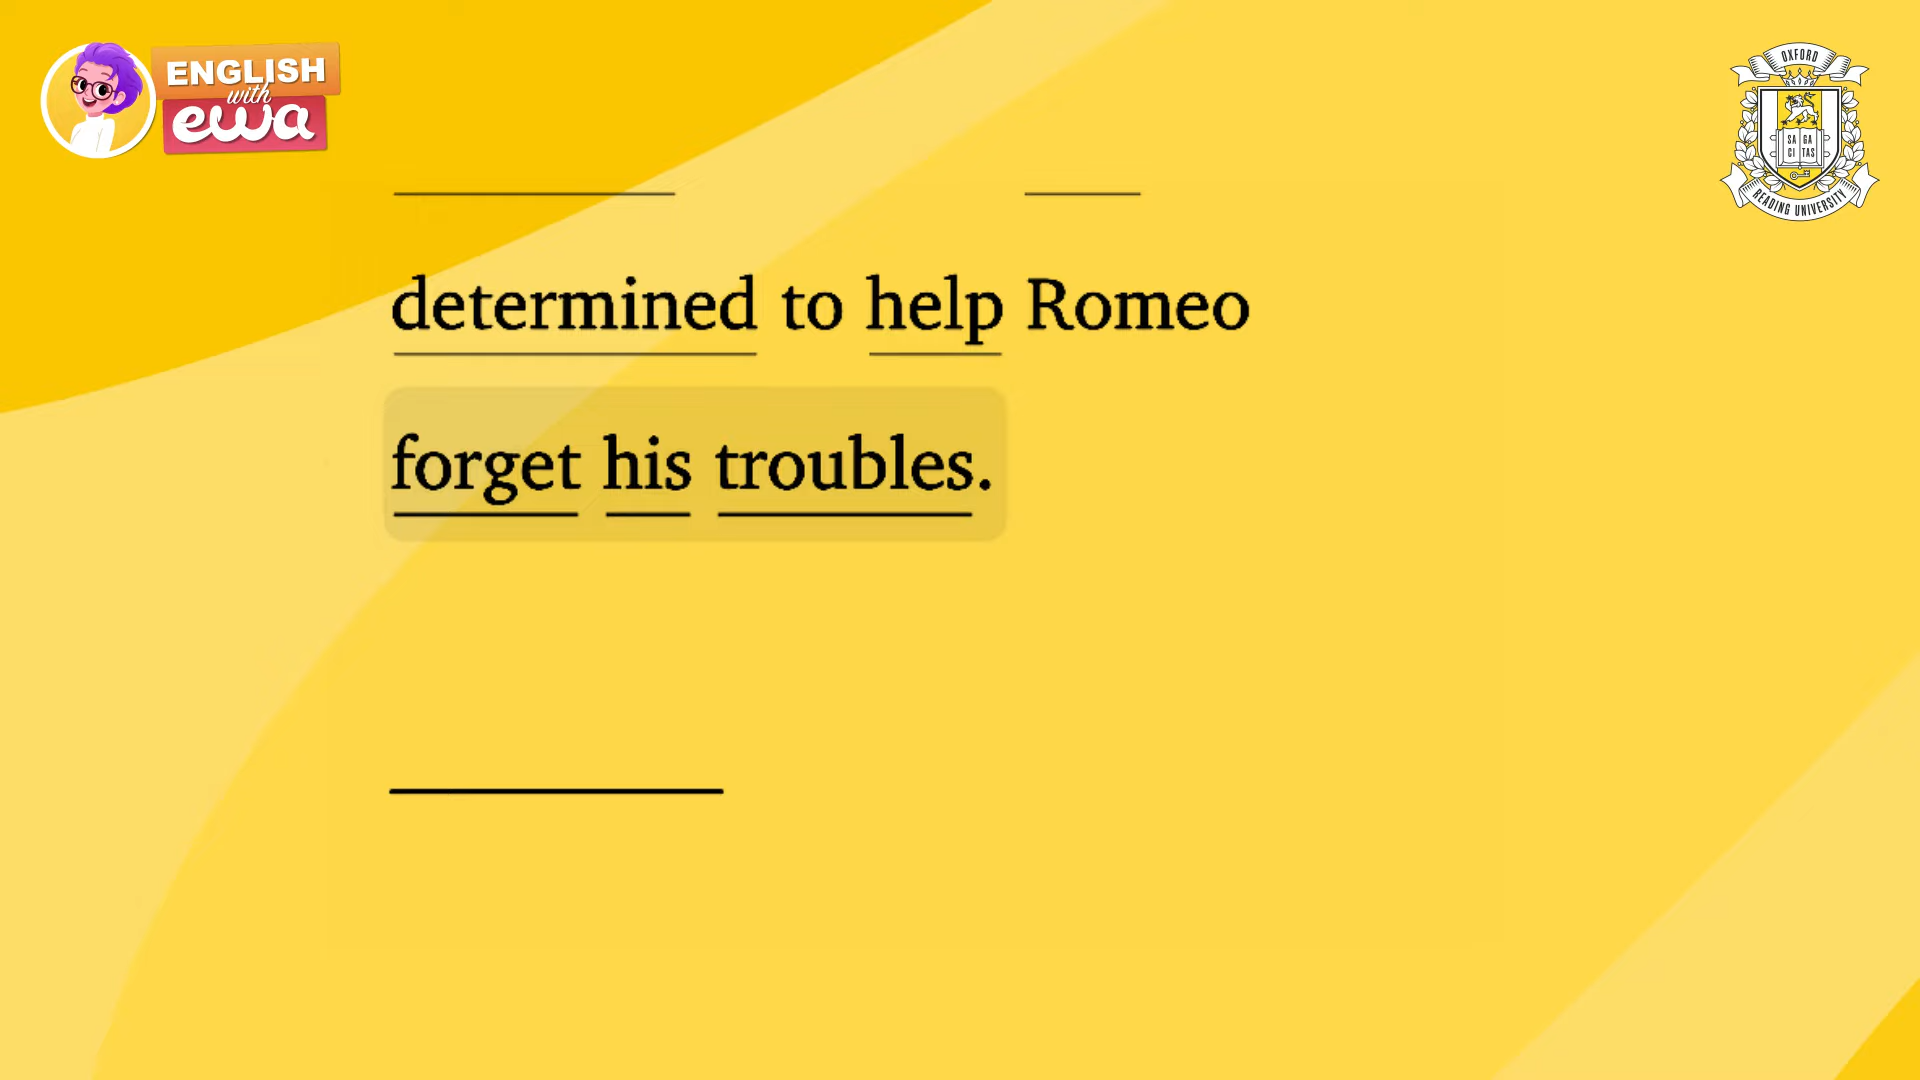 ENGLISH
with
ewa
OXFORD
SA GA
CI TAS
READING UNIVERSITY
determined to help Romeo
forget his troubles.